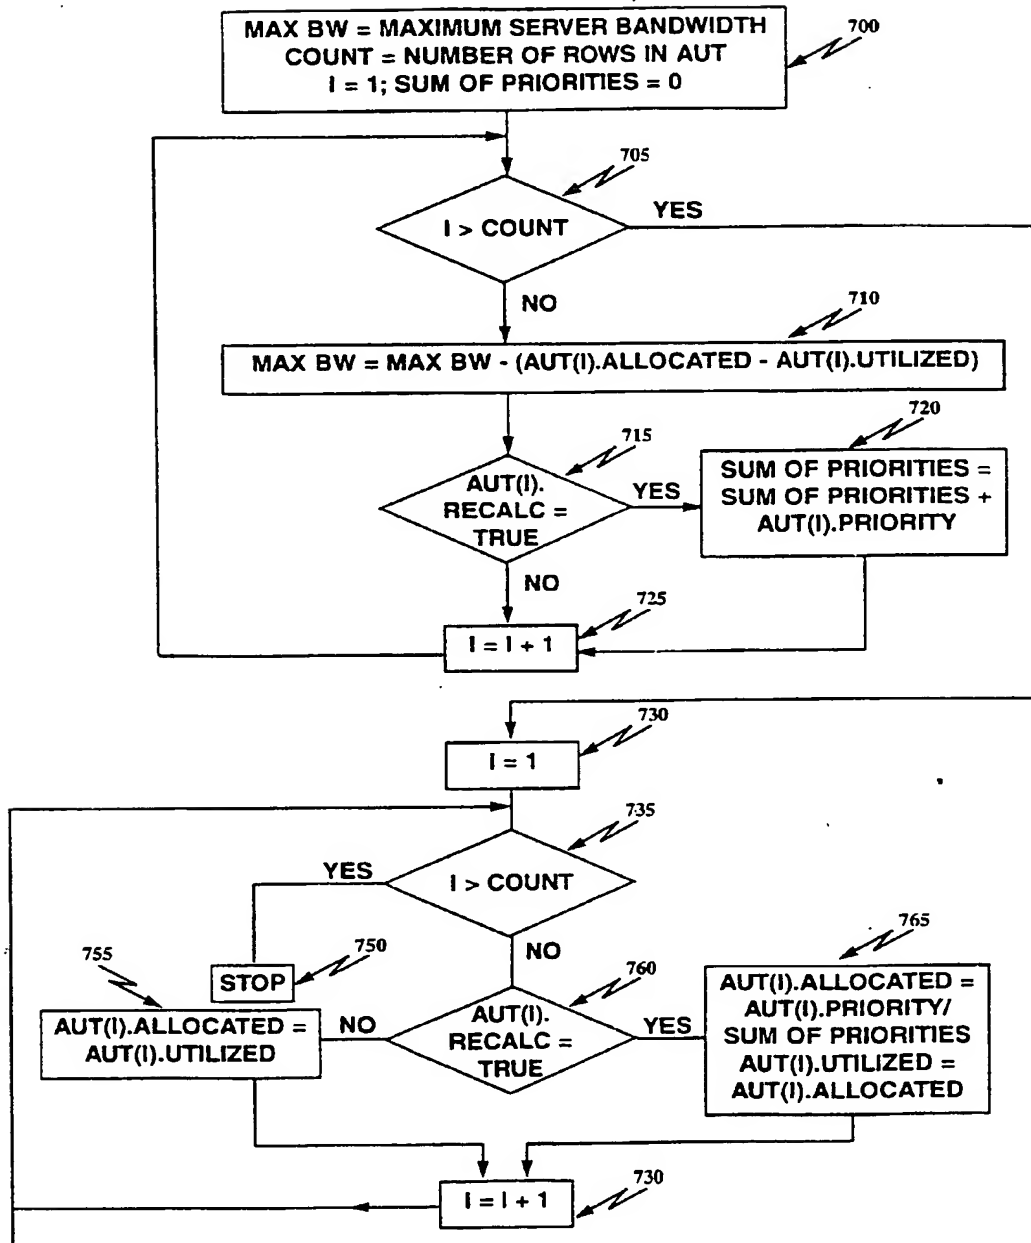 MAX BW = MAXIMUM SERVER BANDWIDTH
COUNT = NUMBER OF ROWS IN AUT
I = 1; SUM OF PRIORITIES = 0
700
705
I > COUNT
YES
NO
710
MAX BW = MAX BW - (AUT(I).ALLOCATED - AUT(I).UTILIZED)
715
AUT(I).
RECALC =
TRUE
YES
720
SUM OF PRIORITIES =
SUM OF PRIORITIES +
AUT(I).PRIORITY
NO
725
I = I + 1
730
I = 1
735
I > COUNT
YES
NO
750
STOP
755
AUT(I).ALLOCATED =
AUT(I).UTILIZED
NO
760
AUT(I).
RECALC =
TRUE
YES
765
AUT(I).ALLOCATED =
AUT(I).PRIORITY/
SUM OF PRIORITIES
AUT(I).UTILIZED =
AUT(I).ALLOCATED
I = I + 1
730